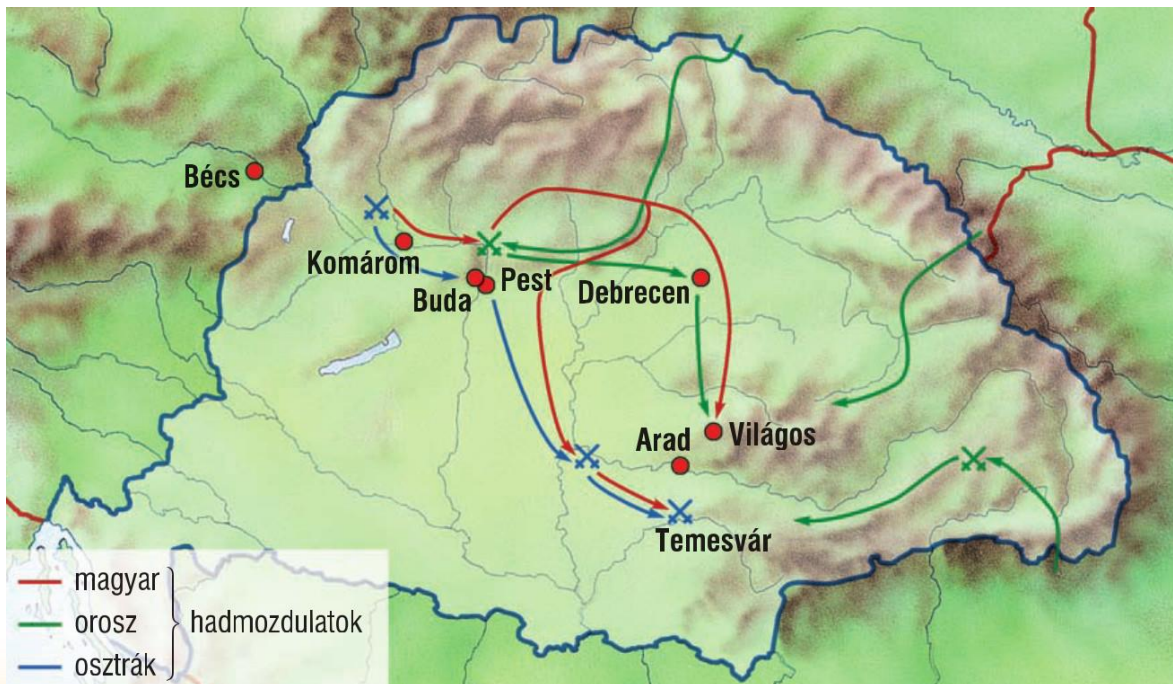 Bécs
Komárom
Buda
Pest
Debrecen
Arad
Világos
Temesvár
magyar
orosz
osztrák
hadmozdulatok